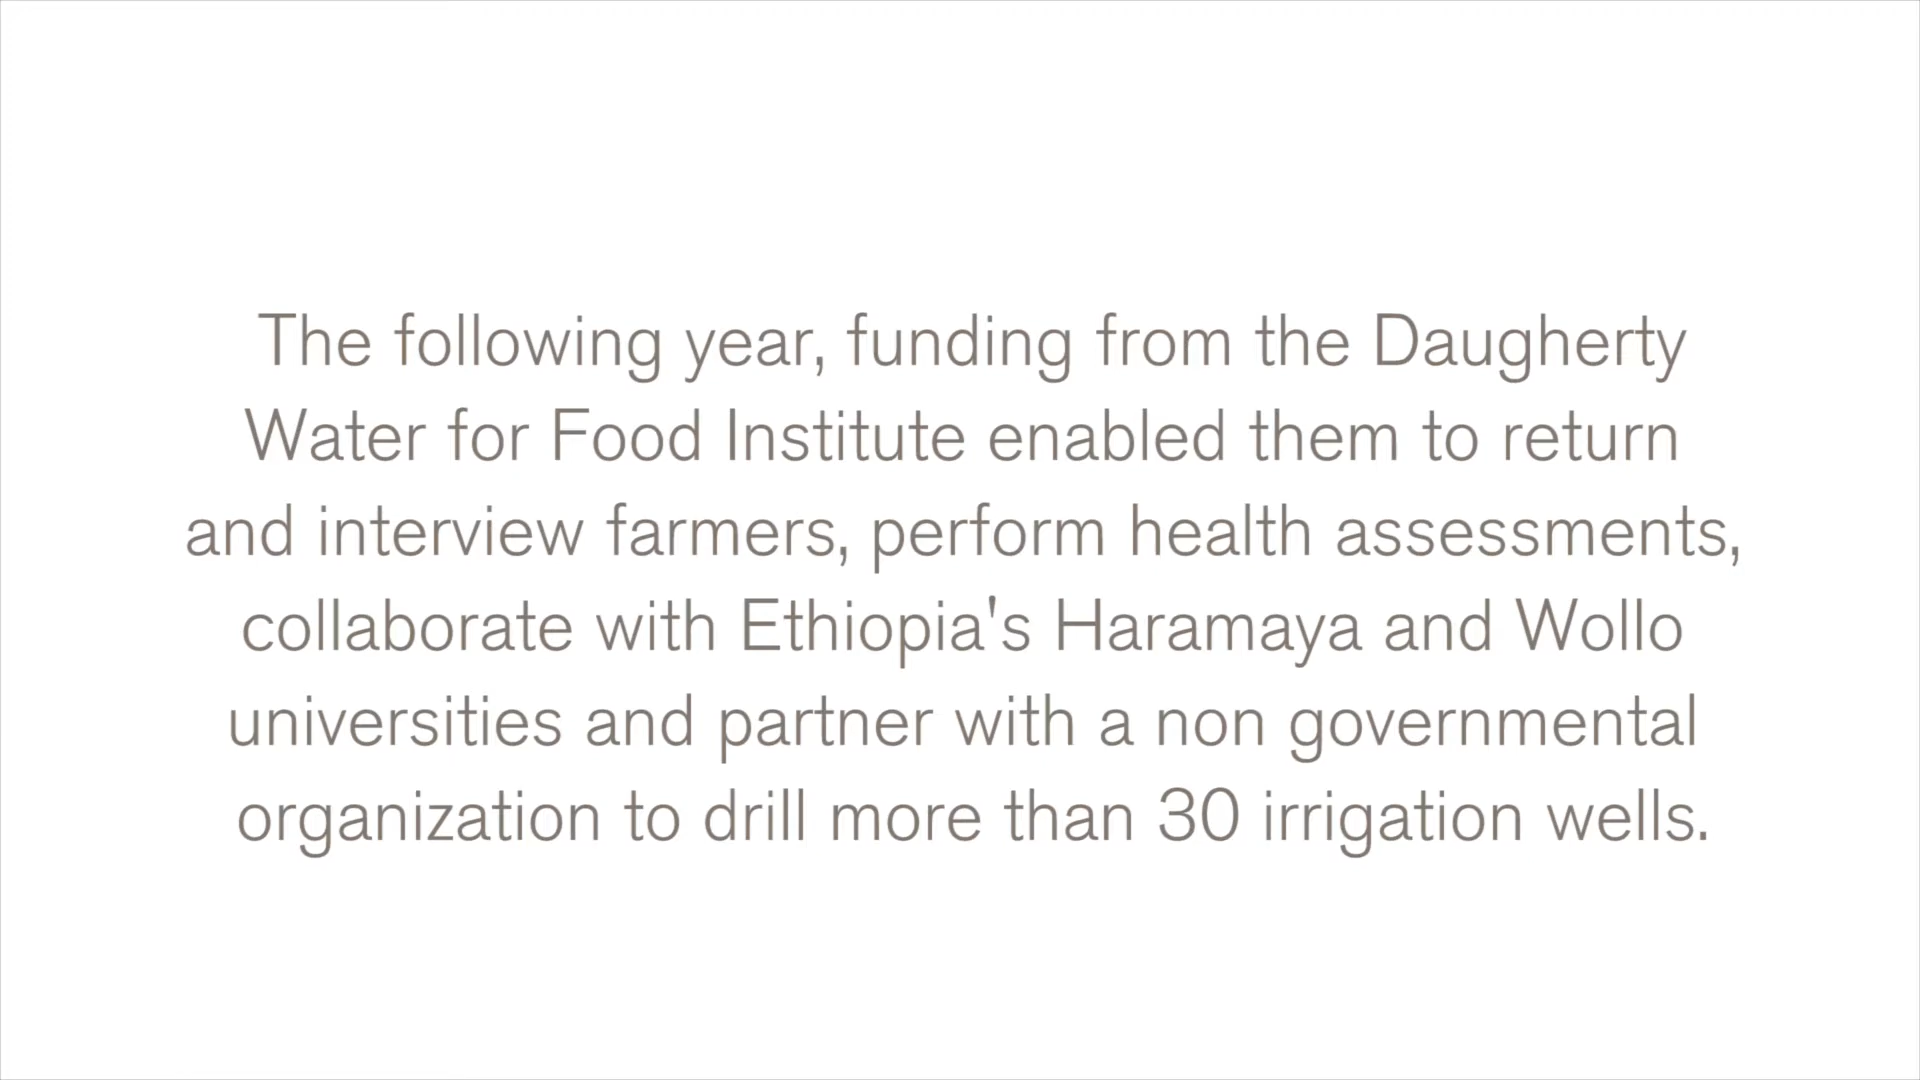 The following year, funding from the Daugherty
Water for Food Institute enabled them to return
and interview farmers, perform health assessments,
collaborate with Ethiopia's Haramaya and Wollo
universities and partner with a non governmental
organization to drill more than 30 irrigation wells.